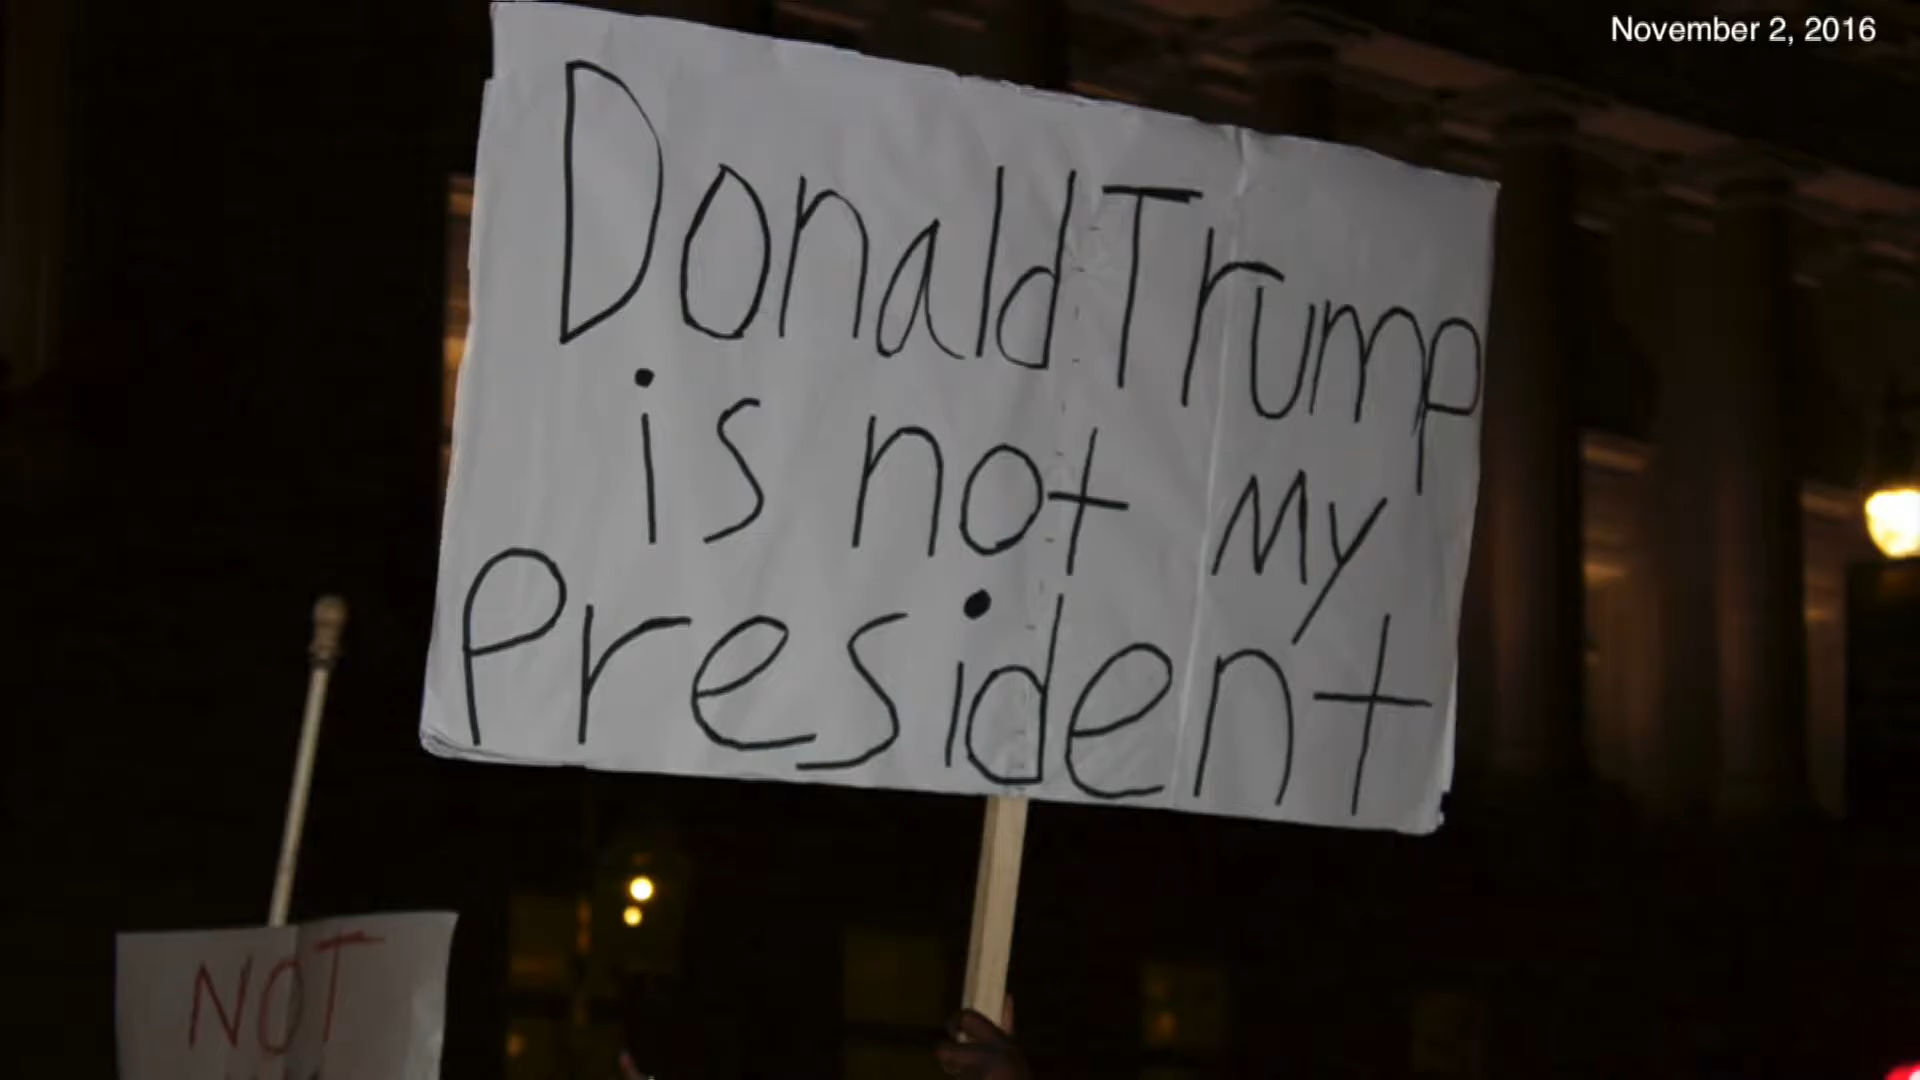 November 2, 2016
Donald Trump
is not my
President
NOT